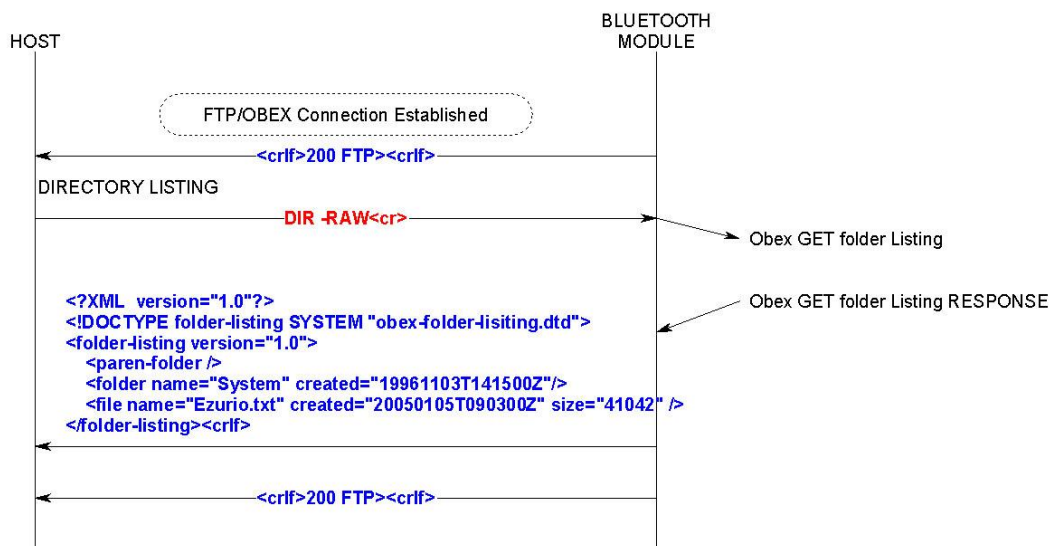 HOST
BLUETOOTH
MODULE
FTP/OBEX Connection Established
<crlf>200 FTP><crlf>
DIRECTORY LISTING
DIR -RAW<cr>
Obex GET folder Listing
Obex GET folder Listing RESPONSE
<?XML  version="1.0"?>
<!DOCTYPE folder-listing SYSTEM "obex-folder-lisiting.dtd">
<folder-listing version="1.0">
<paren-folder />
<folder name="System" created="19961103T141500Z"/>
<file name="Ezurio.txt" created="20050105T090300Z" size="41042" />
</folder-listing><crlf>
<crlf>200 FTP><crlf>